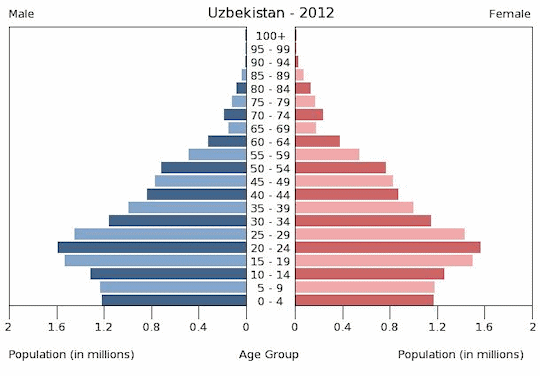 Male Uzbekistan - 2012 Female
100+
95 - 99
90 - 94
85 - 89
80 - 84
75 - 79
70 - 74
65 - 69
60 - 64
55 - 59
50 - 54
45 - 49
40 - 44
35 - 39
30 - 34
25 - 29
20 - 24
15 - 19
10 - 14
5 - 9
0 - 4
2 1.6 1.2 0.8 0.4 0 0 0.4 0.8 1.2 1.6 2
Population (in millions) Age Group Population (in millions)